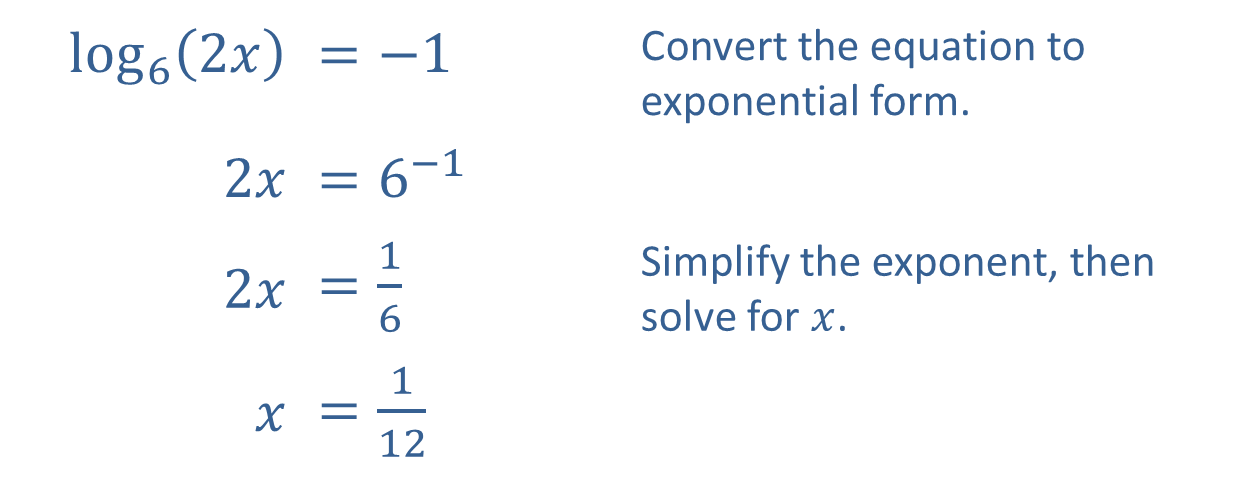 log₆(2x) = −1
Convert the equation to
exponential form.
2x = 6⁻¹
2x = 1/6
Simplify the exponent, then
solve for x.
x = 1/12